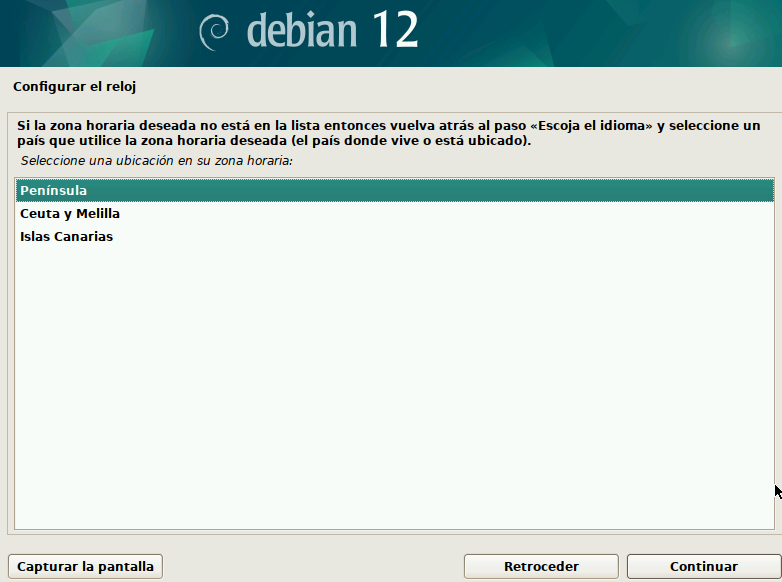 debian 12
Configurar el reloj
Si la zona horaria deseada no está en la lista entonces vuelva atrás al paso «Escoja el idioma» y seleccione un
país que utilice la zona horaria deseada (el país donde vive o está ubicado).
Seleccione una ubicación en su zona horaria:
Península
Ceuta y Melilla
Islas Canarias
Capturar la pantalla
Retroceder
Continuar